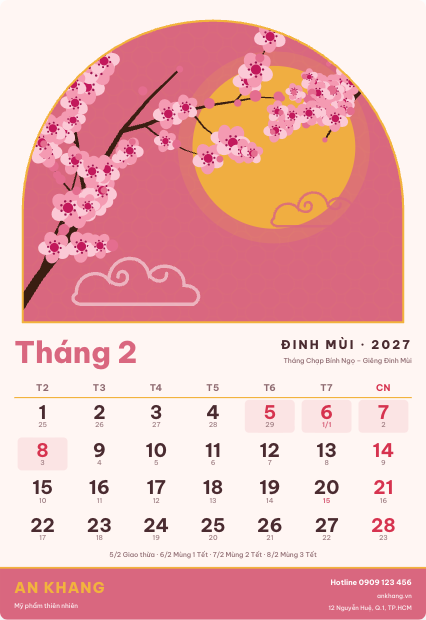 Tháng 2
ĐINH MÙI · 2027
Tháng Chạp Bính Ngọ – Giêng Đinh Mùi
T2 T3 T4 T5 T6 T7 CN
1 2 3 4 5 6 7
25 26 27 28 29 1/1 2
8 9 10 11 12 13 14
3 4 5 6 7 8 9
15 16 17 18 19 20 21
10 11 12 13 14 15 16
22 23 24 25 26 27 28
17 18 19 20 21 22 23
5/2 Giao thừa · 6/2 Mùng 1 Tết · 7/2 Mùng 2 Tết · 8/2 Mùng 3 Tết
AN KHANG
Mỹ phẩm thiên nhiên
Hotline 0909 123 456
ankhang.vn
12 Nguyễn Huệ, Q.1, TP.HCM